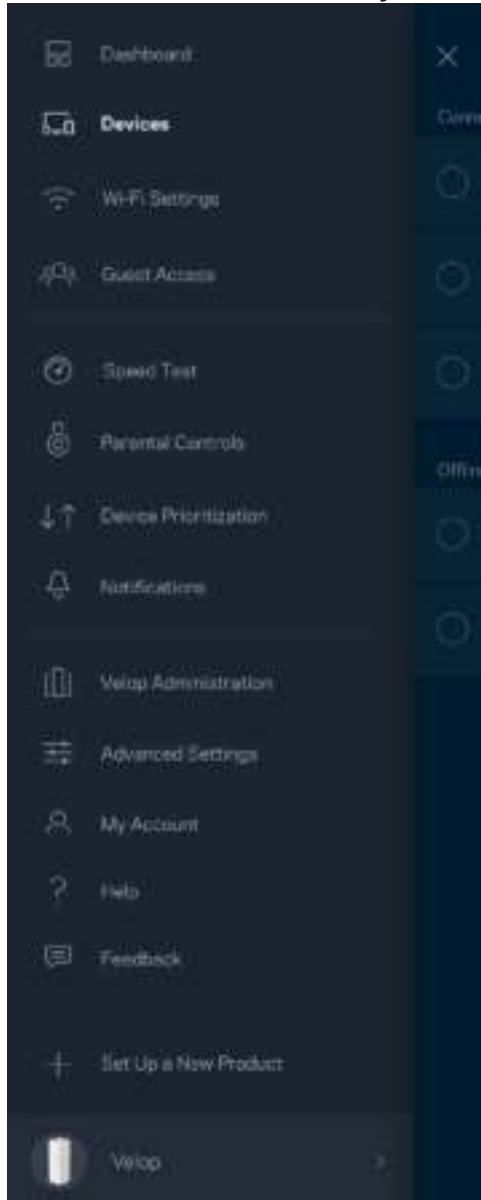 Dashboard
Devices
Wi-Fi Settings
Guest Access
Speed Test
Parental Controls
Device Prioritization
Notifications
Velop Administration
Advanced Settings
My Account
Help
Feedback
Set Up a New Product
Velop